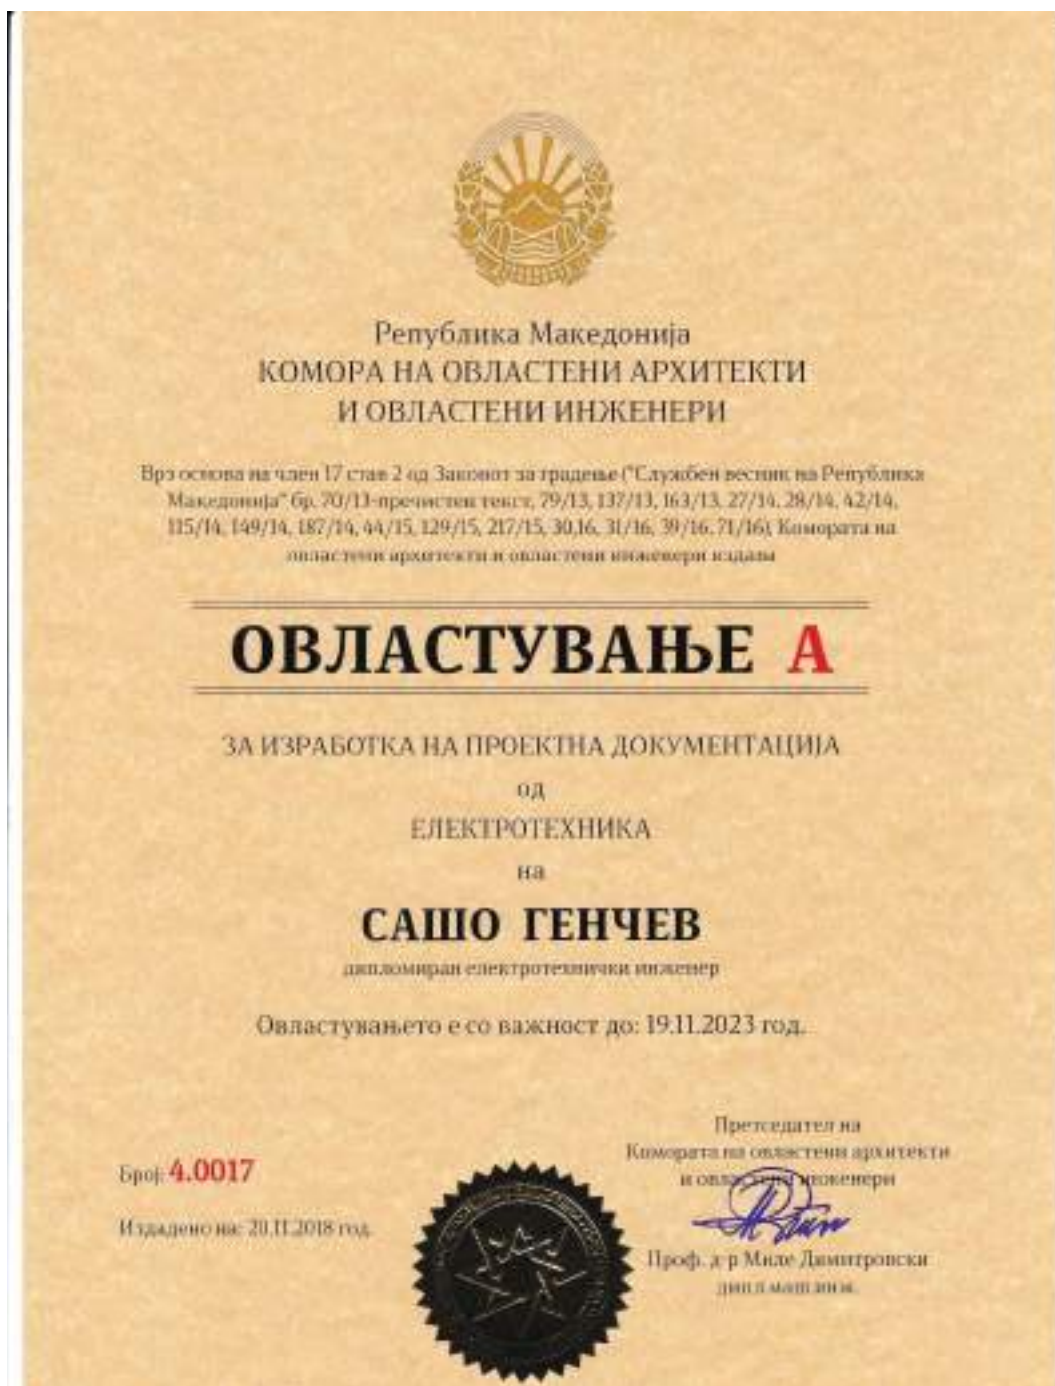 Република Македонија
КОМОРА НА ОВЛАСТЕНИ АРХИТЕКТИ
И ОВЛАСТЕНИ ИНЖЕНЕРИ
Врз основа на член 17 став 2 од Законот за градење ("Службен весник на Република
Македонија" бр. 70/13-пречистен текст, 79/13, 137/13, 163/13, 27/14, 28/14, 42/14,
115/14, 149/14, 187/14, 44/15, 129/15, 217/15, 30,16, 31/16, 39/16, 71/16), Комората на
овластени архитекти и овластени инженери издава
ОВЛАСТУВАЊЕ А
ЗА ИЗРАБОТКА НА ПРОЕКТНА ДОКУМЕНТАЦИЈА
од
ЕЛЕКТРОТЕХНИКА
на
САШО ГЕНЧЕВ
дипломиран електротехнички инженер
Овластувањето е со важност до: 19.11.2023 год.
Број: 4.0017
Издадено на: 20.11.2018 год.
Претседател на
Комората на овластени архитекти
и овластени инженери
Проф. д-р Миле Димитровски
дипл.маш.инж.